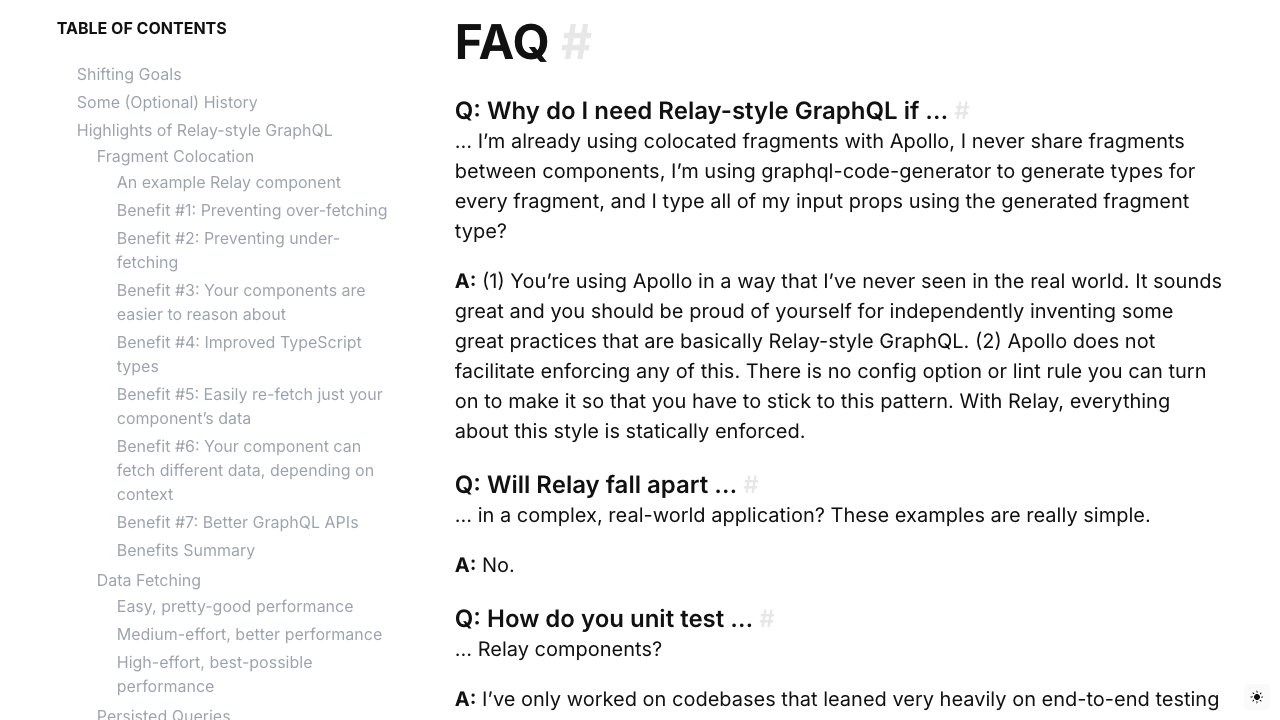 TABLE OF CONTENTS
Shifting Goals
Some (Optional) History
Highlights of Relay-style GraphQL
Fragment Colocation
An example Relay component
Benefit #1: Preventing over-fetching
Benefit #2: Preventing under-
fetching
Benefit #3: Your components are
easier to reason about
Benefit #4: Improved TypeScript
types
Benefit #5: Easily re-fetch just your
component’s data
Benefit #6: Your component can
fetch different data, depending on
context
Benefit #7: Better GraphQL APIs
Benefits Summary
Data Fetching
Easy, pretty-good performance
Medium-effort, better performance
High-effort, best-possible
performance
Persisted Queries
FAQ #
Q: Why do I need Relay-style GraphQL if … #
… I’m already using colocated fragments with Apollo, I never share fragments
between components, I’m using graphql-code-generator to generate types for
every fragment, and I type all of my input props using the generated fragment
type?
A: (1) You’re using Apollo in a way that I’ve never seen in the real world. It sounds
great and you should be proud of yourself for independently inventing some
great practices that are basically Relay-style GraphQL. (2) Apollo does not
facilitate enforcing any of this. There is no config option or lint rule you can turn
on to make it so that you have to stick to this pattern. With Relay, everything
about this style is statically enforced.
Q: Will Relay fall apart … #
… in a complex, real-world application? These examples are really simple.
A: No.
Q: How do you unit test … #
… Relay components?
A: I’ve only worked on codebases that leaned very heavily on end-to-end testing